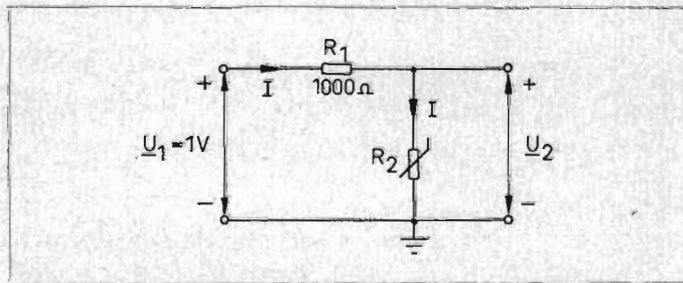 R1
+ I 1000Ω +
I
U1=1V R2 U2
− −